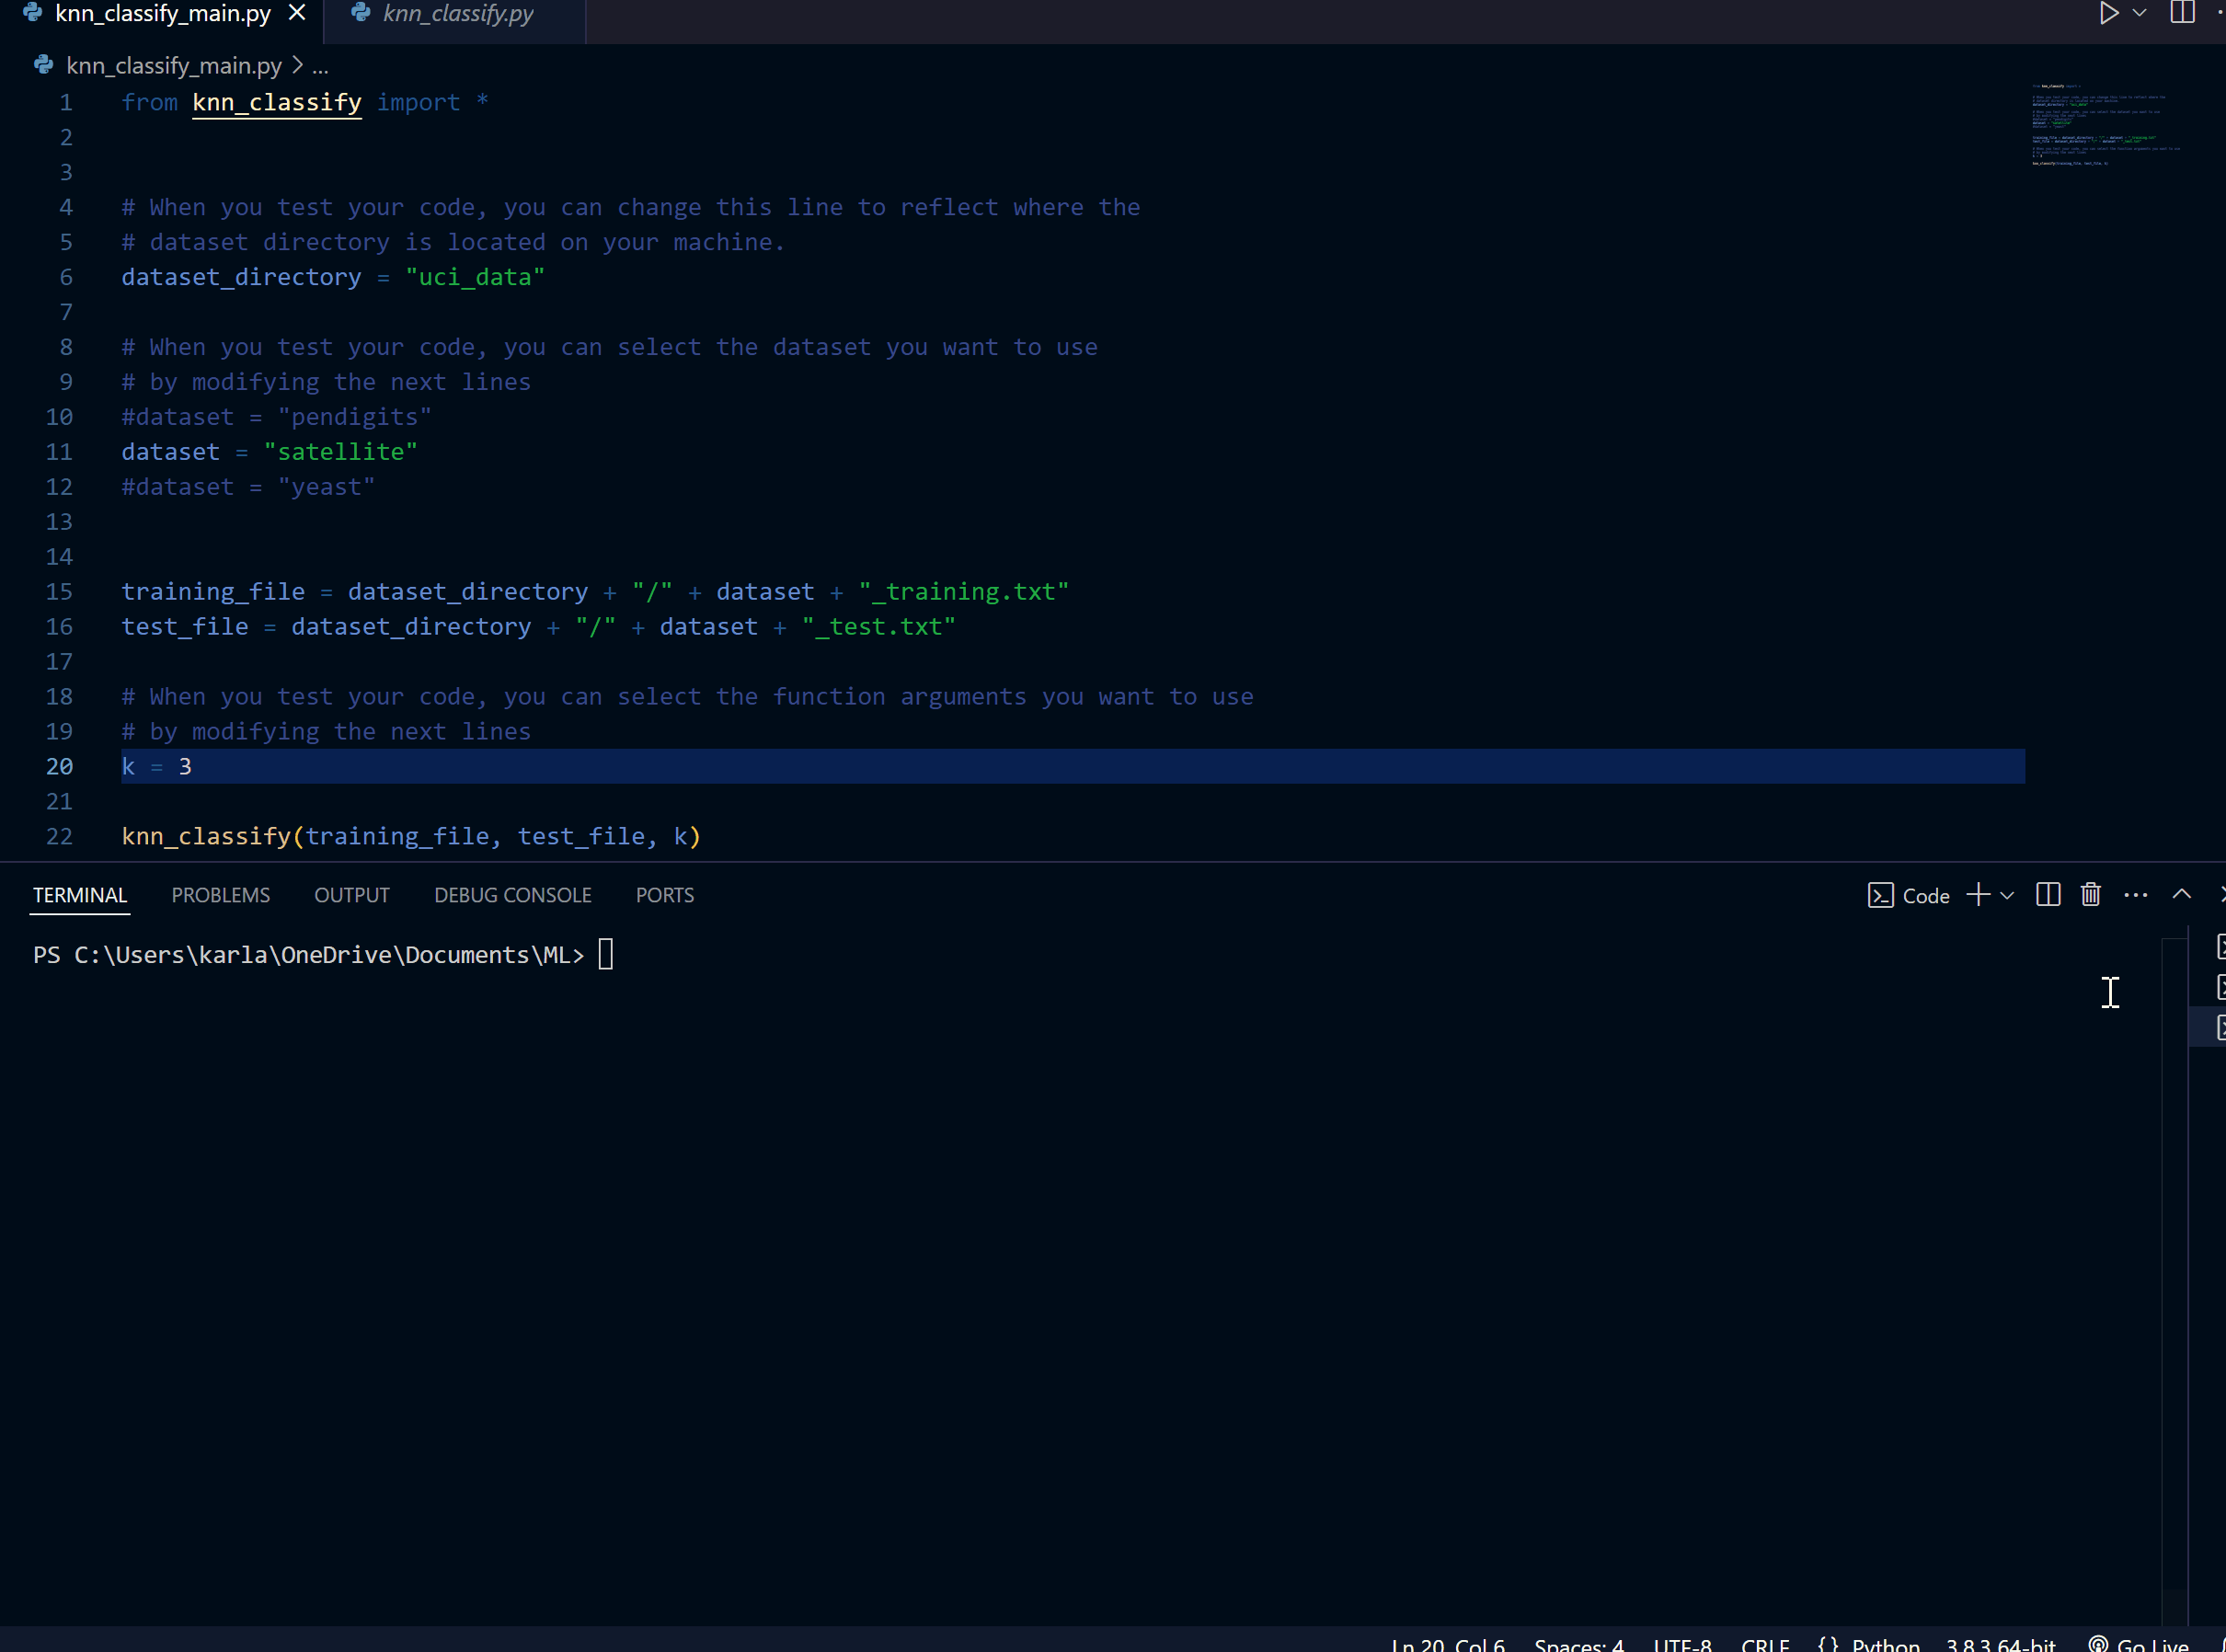 knn_classify_main.py
knn_classify.py
knn_classify_main.py > ...
1 from knn_classify import *
2
3
4 # When you test your code, you can change this line to reflect where the
5 # dataset directory is located on your machine.
6 dataset_directory = "uci_data"
7
8 # When you test your code, you can select the dataset you want to use
9 # by modifying the next lines
10 #dataset = "pendigits"
11 dataset = "satellite"
12 #dataset = "yeast"
13
14
15 training_file = dataset_directory + "/" + dataset + "_training.txt"
16 test_file = dataset_directory + "/" + dataset + "_test.txt"
17
18 # When you test your code, you can select the function arguments you want to use
19 # by modifying the next lines
20 k = 3
21
22 knn_classify(training_file, test_file, k)
TERMINAL PROBLEMS OUTPUT DEBUG CONSOLE PORTS Code
PS C:\Users\karla\OneDrive\Documents\ML>
Ln 20, Col 6 Spaces: 4 UTF-8 CRLF {} Python 3.8.3 64-bit Go Live